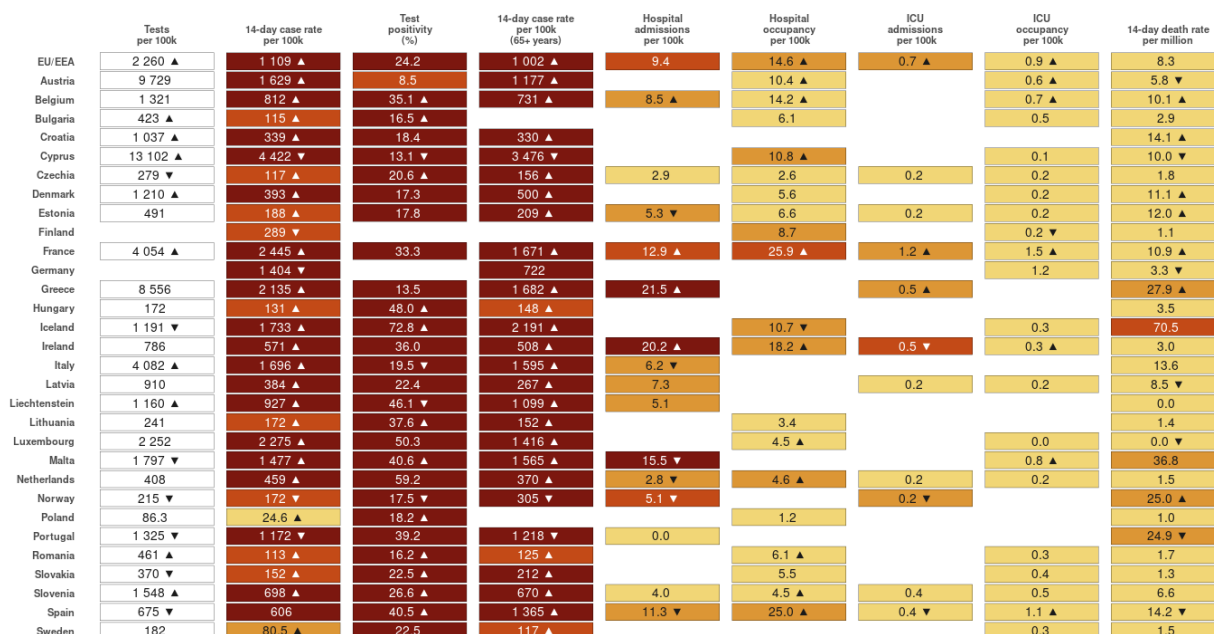 Tests per 100k 14-day case rate per 100k Test positivity (%) 14-day case rate per 100k (65+ years) Hospital admissions per 100k Hospital occupancy per 100k ICU admissions per 100k ICU occupancy per 100k 14-day death rate per million
EU/EEA 2 260 ▲ 1 109 ▲ 24.2 1 002 ▲ 9.4 14.6 ▲ 0.7 ▲ 0.9 ▲ 8.3
Austria 9 729 1 629 ▲ 8.5 1 177 ▲ 10.4 ▲ 0.6 ▲ 5.8 ▼
Belgium 1 321 812 ▲ 35.1 ▲ 731 ▲ 8.5 ▲ 14.2 ▲ 0.7 ▲ 10.1 ▲
Bulgaria 423 ▲ 115 ▲ 16.5 ▲ 6.1 0.5 2.9
Croatia 1 037 ▲ 339 ▲ 18.4 330 ▲ 14.1 ▲
Cyprus 13 102 ▲ 4 422 ▼ 13.1 ▼ 3 476 ▼ 10.8 ▲ 0.1 10.0 ▼
Czechia 279 ▼ 117 ▲ 20.6 ▲ 156 ▲ 2.9 2.6 0.2 0.2 1.8
Denmark 1 210 ▲ 393 ▲ 17.3 500 ▲ 5.6 0.2 11.1 ▲
Estonia 491 188 ▲ 17.8 209 ▲ 5.3 ▼ 6.6 0.2 0.2 12.0 ▲
Finland 289 ▼ 8.7 0.2 ▼ 1.1
France 4 054 ▲ 2 445 ▲ 33.3 1 671 ▲ 12.9 ▲ 25.9 ▲ 1.2 ▲ 1.5 ▲ 10.9 ▲
Germany 1 404 ▼ 722 1.2 3.3 ▼
Greece 8 556 2 135 ▲ 13.5 1 682 ▲ 21.5 ▲ 0.5 ▲ 27.9 ▲
Hungary 172 131 ▲ 48.0 ▲ 148 ▲ 3.5
Iceland 1 191 ▼ 1 733 ▲ 72.8 ▲ 2 191 ▲ 10.7 ▼ 0.3 70.5
Ireland 786 571 ▲ 36.0 508 ▲ 20.2 ▲ 18.2 ▲ 0.5 ▼ 0.3 ▲ 3.0
Italy 4 082 ▲ 1 696 ▲ 19.5 ▼ 1 595 ▲ 6.2 ▼ 13.6
Latvia 910 384 ▲ 22.4 267 ▲ 7.3 0.2 0.2 8.5 ▼
Liechtenstein 1 160 ▲ 927 ▲ 46.1 ▼ 1 099 ▲ 5.1 0.0
Lithuania 241 172 ▲ 37.6 ▲ 152 ▲ 3.4 1.4
Luxembourg 2 252 2 275 ▲ 50.3 1 416 ▲ 4.5 ▲ 0.0 0.0 ▼
Malta 1 797 ▼ 1 477 ▲ 40.6 ▲ 1 565 ▲ 15.5 ▼ 0.8 ▲ 36.8
Netherlands 408 459 ▲ 59.2 370 ▲ 2.8 ▼ 4.6 ▲ 0.2 0.2 1.5
Norway 215 ▼ 172 ▼ 17.5 ▼ 305 ▼ 5.1 ▼ 0.2 ▼ 25.0 ▲
Poland 86.3 24.6 ▲ 18.2 ▲ 1.2 1.0
Portugal 1 325 ▼ 1 172 ▼ 39.2 1 218 ▼ 0.0 24.9 ▼
Romania 461 ▲ 113 ▲ 16.2 ▲ 125 ▲ 6.1 ▲ 0.3 1.7
Slovakia 370 ▼ 152 ▲ 22.5 ▲ 212 ▲ 5.5 0.4 1.3
Slovenia 1 548 ▲ 698 ▲ 26.6 ▲ 670 ▲ 4.0 4.5 ▲ 0.4 0.5 6.6
Spain 675 ▼ 606 40.5 ▲ 1 365 ▲ 11.3 ▼ 25.0 ▲ 0.4 ▼ 1.1 ▲ 14.2 ▼
Sweden 182 80.5 ▲ 22.5 117 ▲ 0.3 1.5